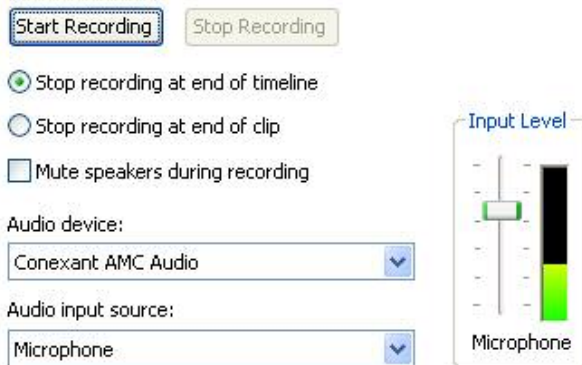 Start Recording Stop Recording
Stop recording at end of timeline
Stop recording at end of clip
Input Level
Mute speakers during recording
Audio device:
Conexant AMC Audio
Audio input source:
Microphone
Microphone